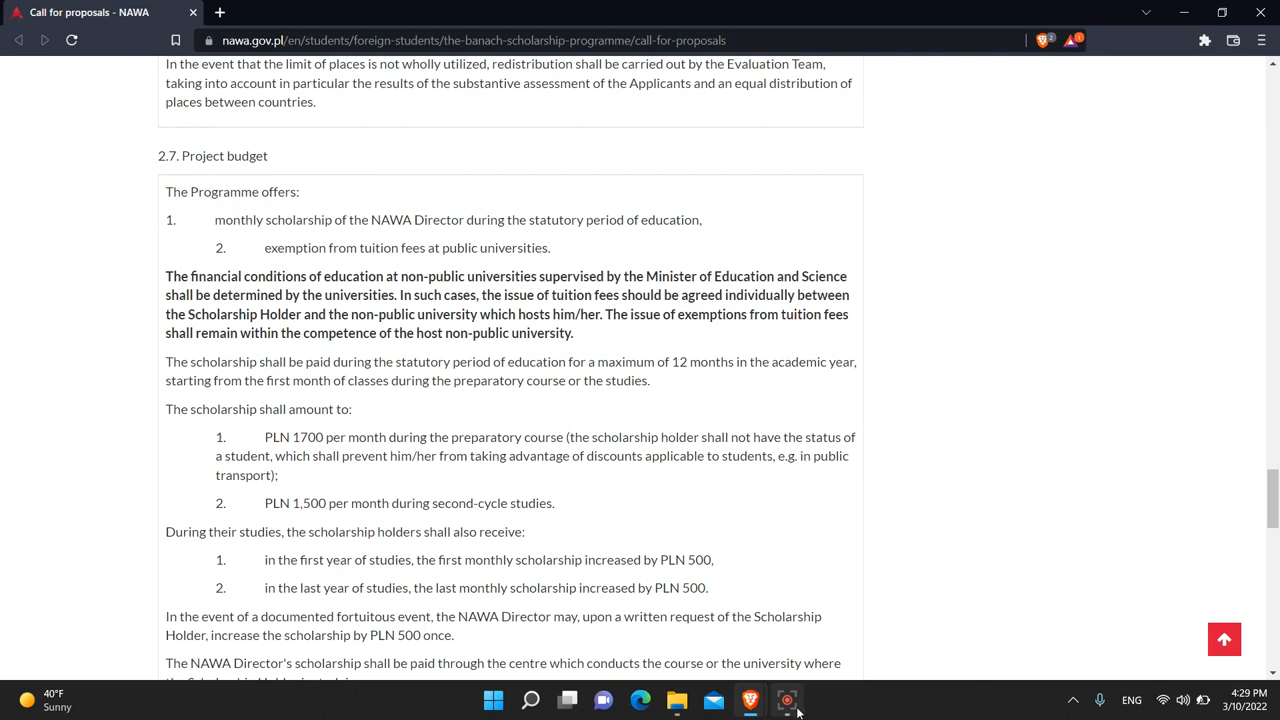 Call for proposals - NAWA
nawa.gov.pl/en/students/foreign-students/the-banach-scholarship-programme/call-for-proposals
2
1
In the event that the limit of places is not wholly utilized, redistribution shall be carried out by the Evaluation Team,
taking into account in particular the results of the substantive assessment of the Applicants and an equal distribution of
places between countries.
2.7. Project budget
The Programme offers:
1. monthly scholarship of the NAWA Director during the statutory period of education,
2. exemption from tuition fees at public universities.
The financial conditions of education at non-public universities supervised by the Minister of Education and Science
shall be determined by the universities. In such cases, the issue of tuition fees should be agreed individually between
the Scholarship Holder and the non-public university which hosts him/her. The issue of exemptions from tuition fees
shall remain within the competence of the host non-public university.
The scholarship shall be paid during the statutory period of education for a maximum of 12 months in the academic year,
starting from the first month of classes during the preparatory course or the studies.
The scholarship shall amount to:
1. PLN 1700 per month during the preparatory course (the scholarship holder shall not have the status of
a student, which shall prevent him/her from taking advantage of discounts applicable to students, e.g. in public
transport);
2. PLN 1,500 per month during second-cycle studies.
During their studies, the scholarship holders shall also receive:
1. in the first year of studies, the first monthly scholarship increased by PLN 500,
2. in the last year of studies, the last monthly scholarship increased by PLN 500.
In the event of a documented fortuitous event, the NAWA Director may, upon a written request of the Scholarship
Holder, increase the scholarship by PLN 500 once.
The NAWA Director's scholarship shall be paid through the centre which conducts the course or the university where
40°F
Sunny
ENG
4:29 PM
3/10/2022